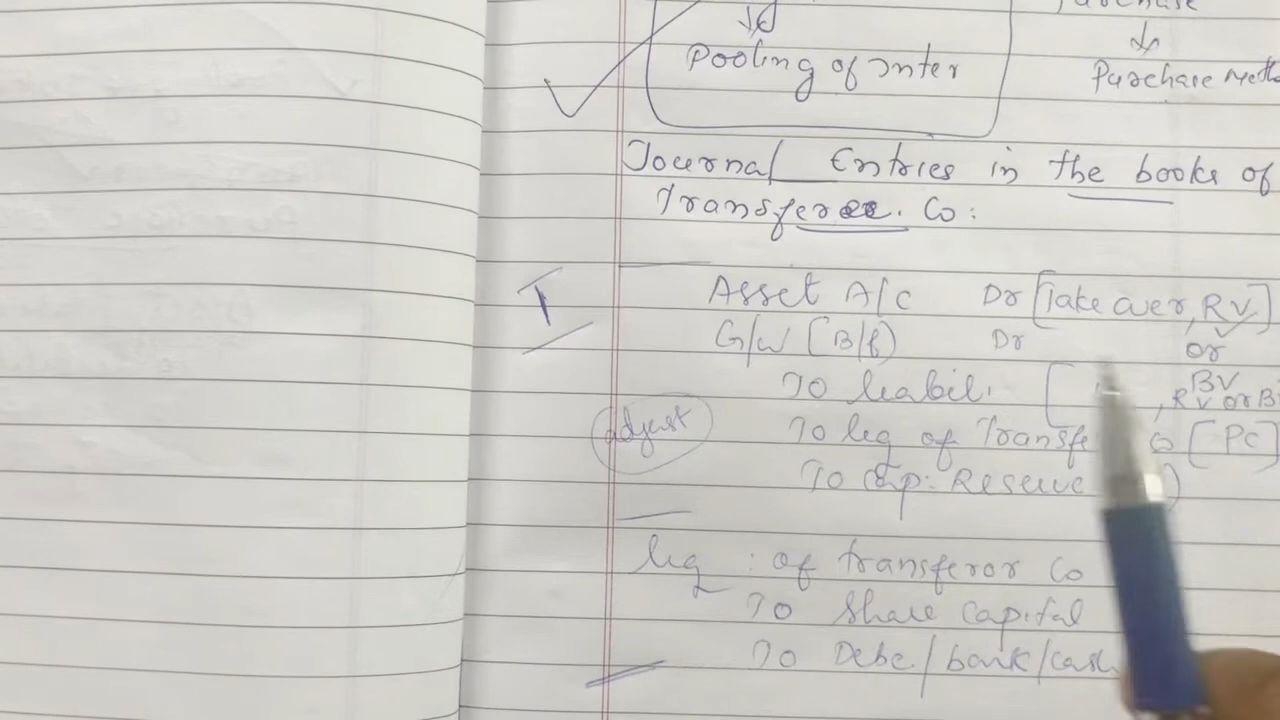 Purchase
Pooling of Inter
Purchase Meth
Journal Entries in the books of
Transferee. Co:
I
Asset A/c Dr [Take over, RV]
G/W [B/f) Dr or
BV
To liabil. [ , RV or B
adjust
To liq of Transfe Co [PC]
To Cap: Reserve )
liq : of transferor Co
To Share Capital
To Debe/bank/cash